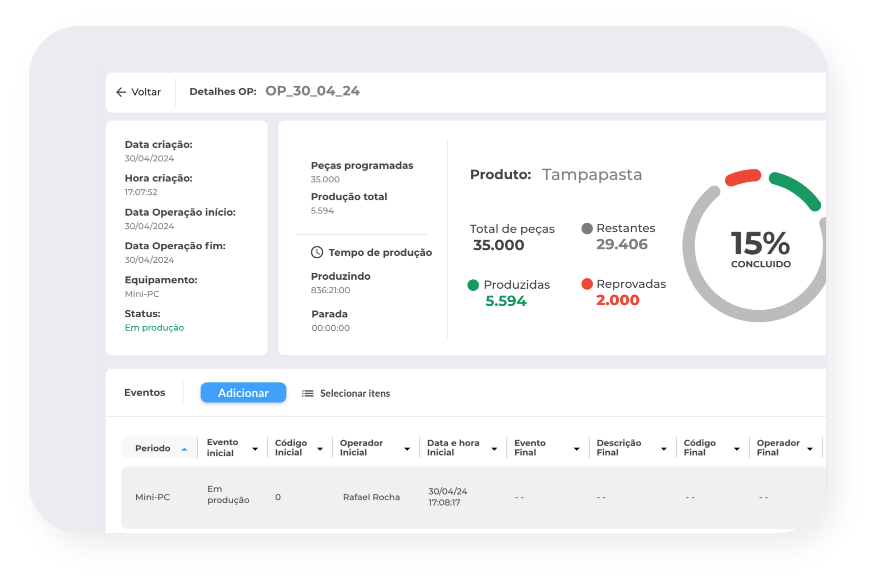 Voltar
Detalhes OP: OP_30_04_24
Data criação:
30/04/2024
Hora criação:
17:07:52
Data Operação início:
30/04/2024
Data Operação fim:
30/04/2024
Equipamento:
Mini-PC
Status:
Em produção
Peças programadas
35.000
Produção total
5.594
Tempo de produção
Produzindo
836:21:00
Parada
00:00:00
Produto: Tampapasta
Total de peças
35.000
Restantes
29.406
Produzidas
5.594
Reprovadas
2.000
15%
CONCLUIDO
Eventos
Adicionar
Selecionar itens
Periodo
Evento
inicial
Código
Inicial
Operador
Inicial
Data e hora
Inicial
Evento
Final
Descrição
Final
Código
Final
Operador
Final
Mini-PC
Em
produção
0
Rafael Rocha
30/04/24
17:08:17
- -
- -
- -
- -